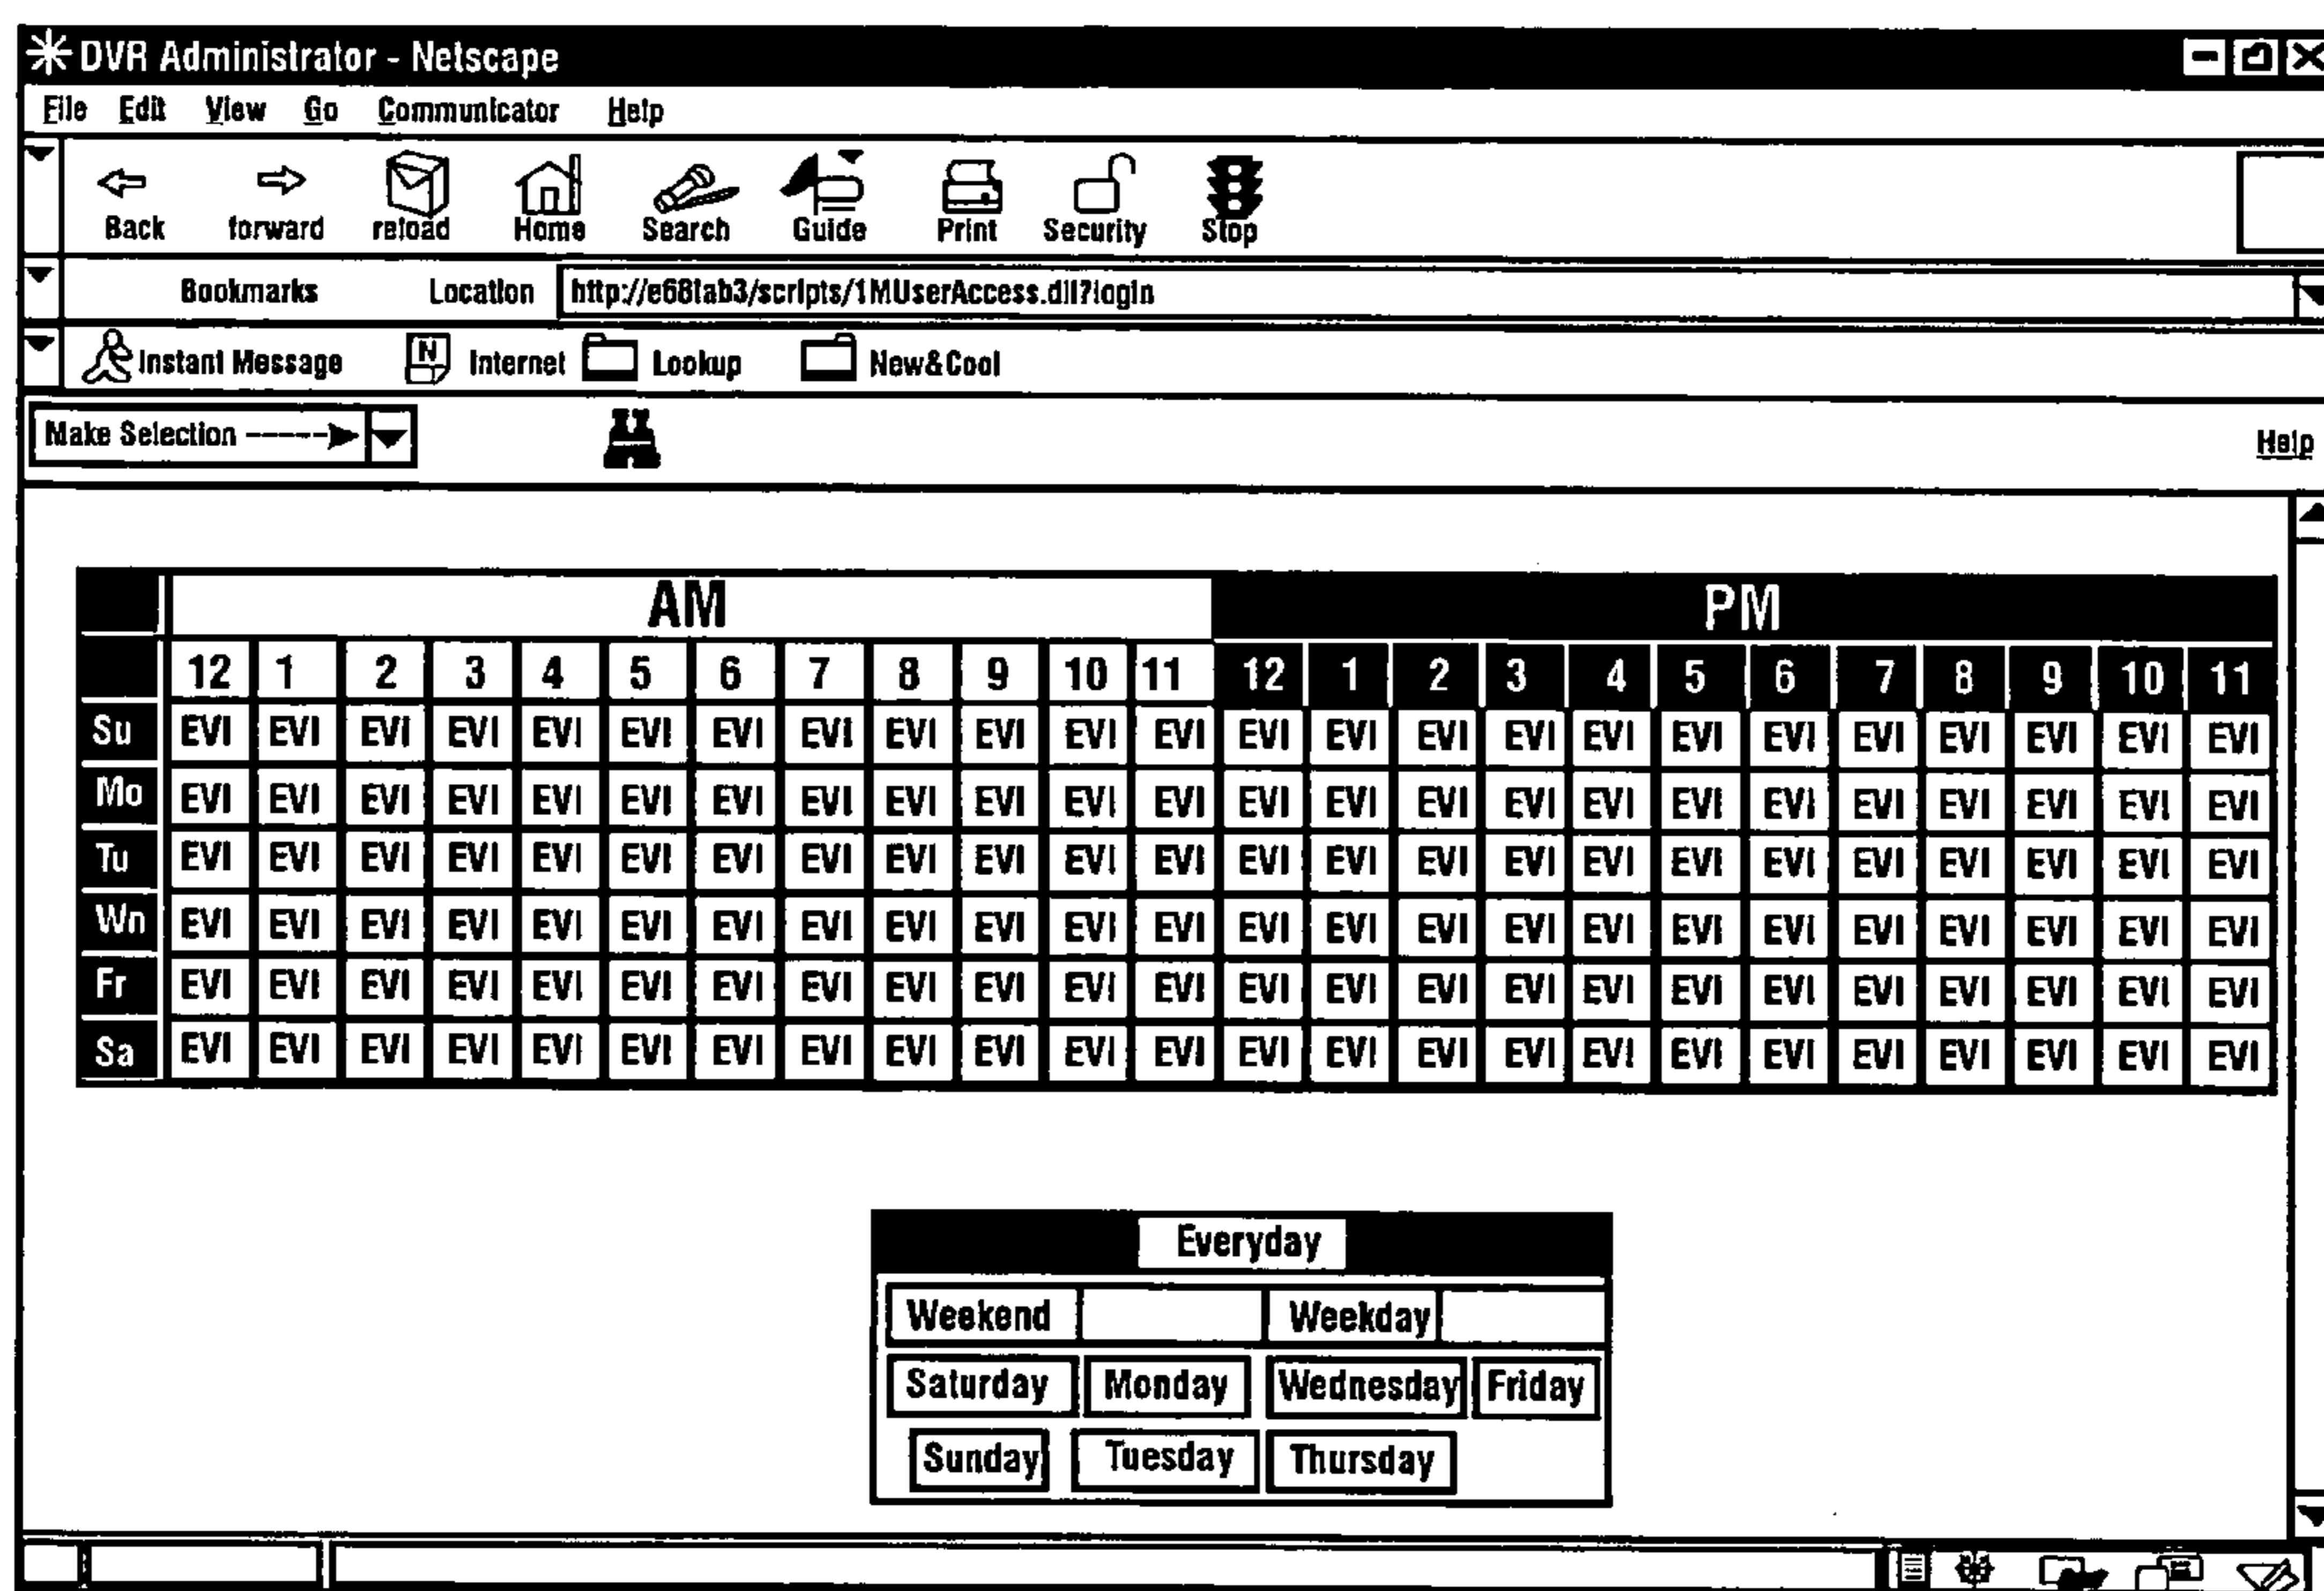 DVR Administrator - Netscape
File Edit View Go Communicator Help
Back forward reload Home Search Guide Print Security Stop
Bookmarks Location http://e68lab3/scripts/1MUserAccess.dll?login
Instant Message N Internet Lookup New&Cool
Make Selection -----> Help
AM PM
12 1 2 3 4 5 6 7 8 9 10 11 12 1 2 3 4 5 6 7 8 9 10 11
Su EVI EVI EVI EVI EVI EVI EVI EVI EVI EVI EVI EVI EVI EVI EVI EVI EVI EVI EVI EVI EVI EVI EVI EVI
Mo EVI EVI EVI EVI EVI EVI EVI EVI EVI EVI EVI EVI EVI EVI EVI EVI EVI EVI EVI EVI EVI EVI EVI EVI
Tu EVI EVI EVI EVI EVI EVI EVI EVI EVI EVI EVI EVI EVI EVI EVI EVI EVI EVI EVI EVI EVI EVI EVI EVI
Wn EVI EVI EVI EVI EVI EVI EVI EVI EVI EVI EVI EVI EVI EVI EVI EVI EVI EVI EVI EVI EVI EVI EVI EVI
Fr EVI EVI EVI EVI EVI EVI EVI EVI EVI EVI EVI EVI EVI EVI EVI EVI EVI EVI EVI EVI EVI EVI EVI EVI
Sa EVI EVI EVI EVI EVI EVI EVI EVI EVI EVI EVI EVI EVI EVI EVI EVI EVI EVI EVI EVI EVI EVI EVI EVI
Everyday
Weekend Weekday
Saturday Monday Wednesday Friday
Sunday Tuesday Thursday